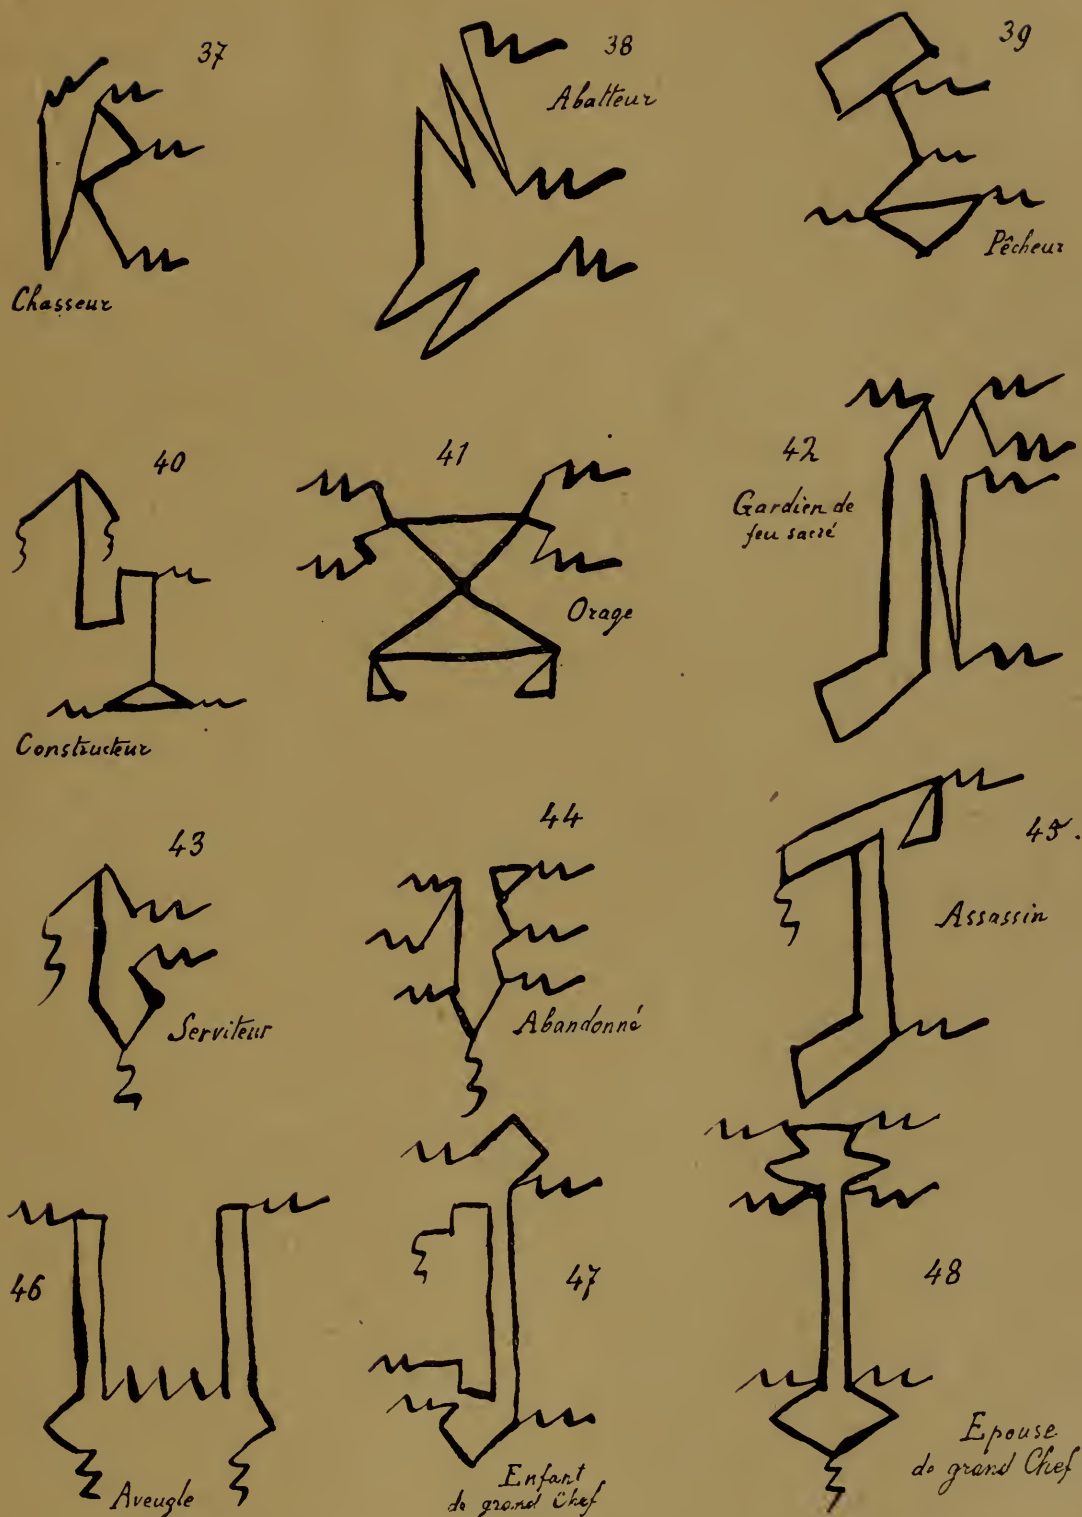 37
Chasseur
38
Abatteur
39
Pêcheur
40
Constructeur
41
Orage
42
Gardien de
feu sacré
43
Serviteur
44
Abandonné
45.
Assassin
46
Aveugle
47
Enfant
de grand Chef
48
Epouse
de grand Chef